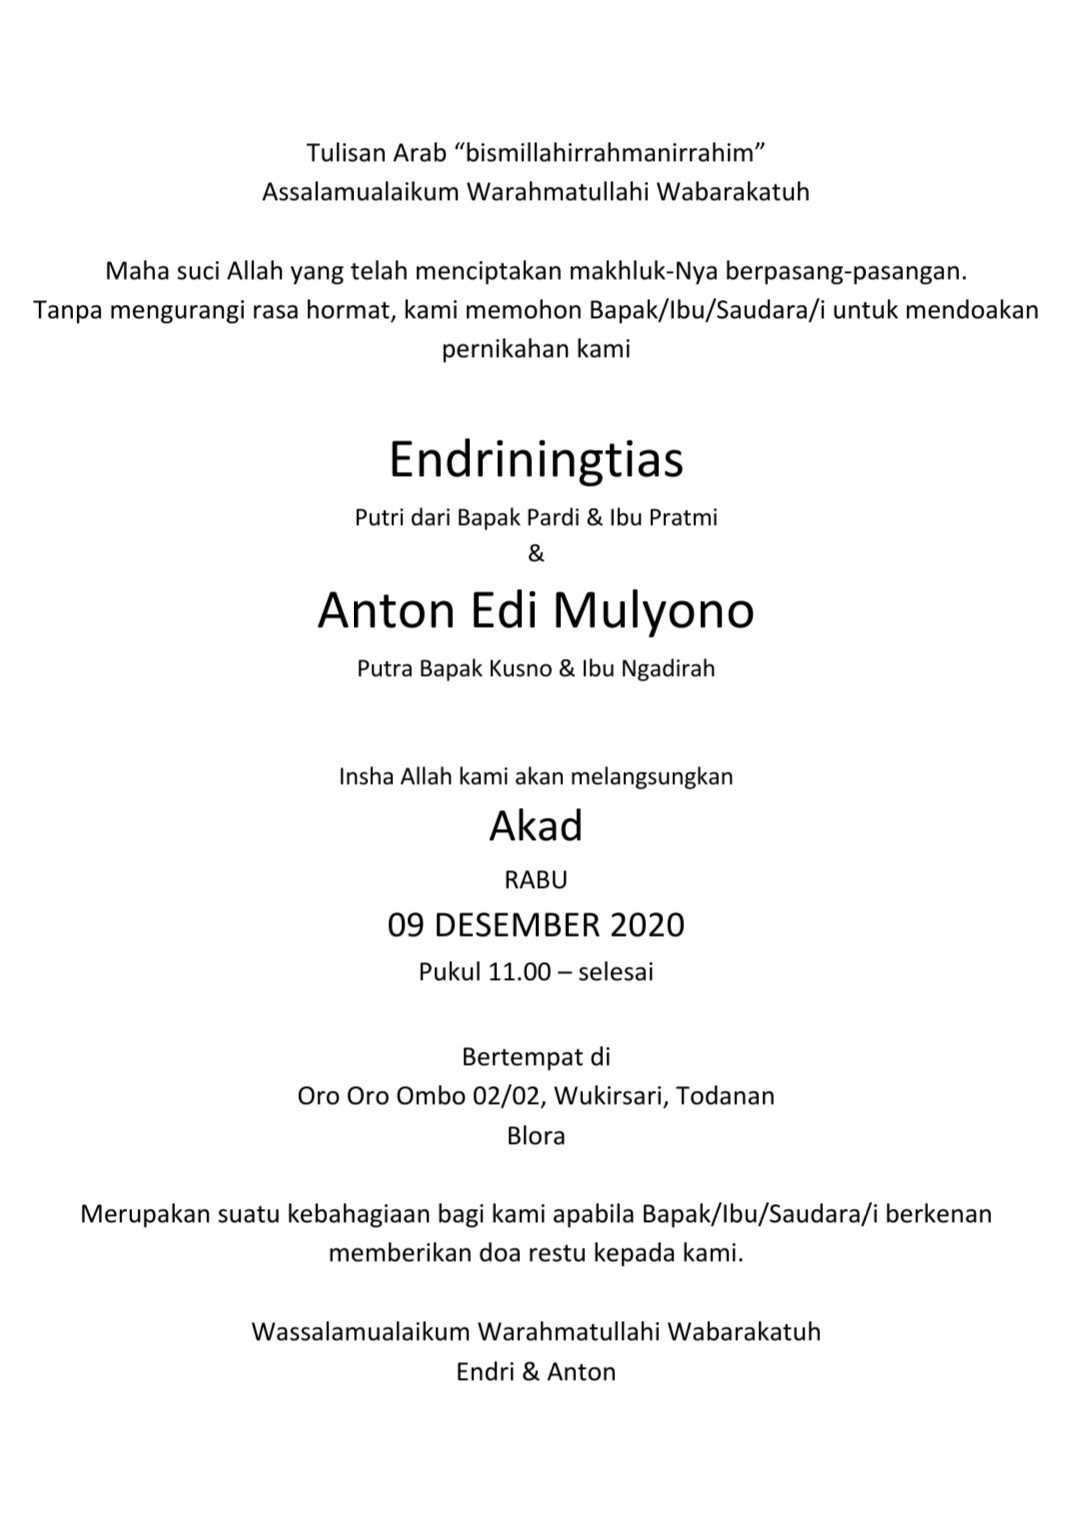 Tulisan Arab “bismillahirrahmanirrahim”
Assalamualaikum Warahmatullahi Wabarakatuh
Maha suci Allah yang telah menciptakan makhluk-Nya berpasang-pasangan.
Tanpa mengurangi rasa hormat, kami memohon Bapak/Ibu/Saudara/i untuk mendoakan
pernikahan kami
Endriningtias
Putri dari Bapak Pardi & Ibu Pratmi
&
Anton Edi Mulyono
Putra Bapak Kusno & Ibu Ngadirah
Insha Allah kami akan melangsungkan
Akad
RABU
09 DESEMBER 2020
Pukul 11.00 – selesai
Bertempat di
Oro Oro Ombo 02/02, Wukirsari, Todanan
Blora
Merupakan suatu kebahagiaan bagi kami apabila Bapak/Ibu/Saudara/i berkenan
memberikan doa restu kepada kami.
Wassalamualaikum Warahmatullahi Wabarakatuh
Endri & Anton